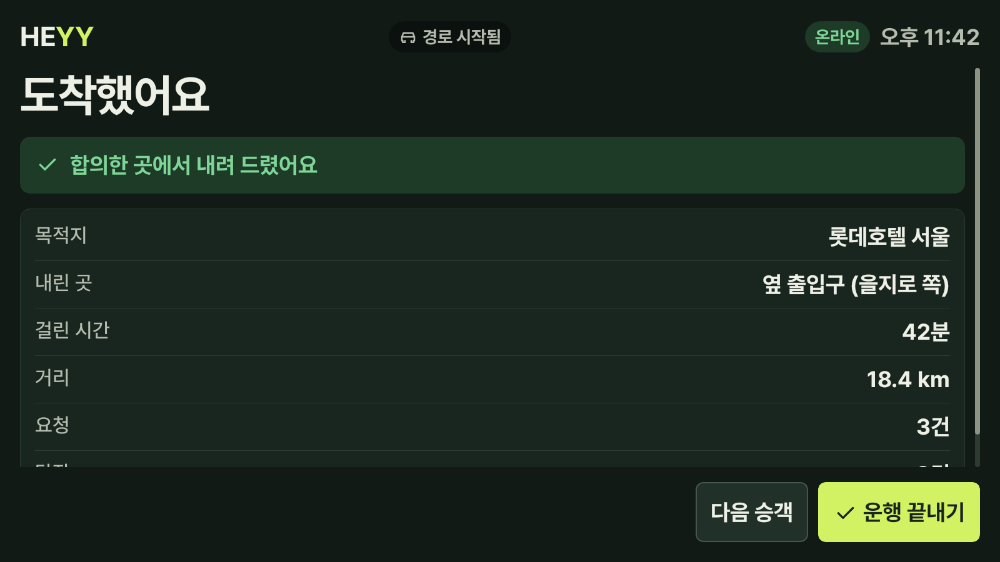 HEYY
경로 시작됨
온라인 오후 11:42
도착했어요
합의한 곳에서 내려 드렸어요
목적지 롯데호텔 서울
내린 곳 옆 출입구 (을지로 쪽)
걸린 시간 42분
거리 18.4 km
요청 3건
다음 승객
운행 끝내기